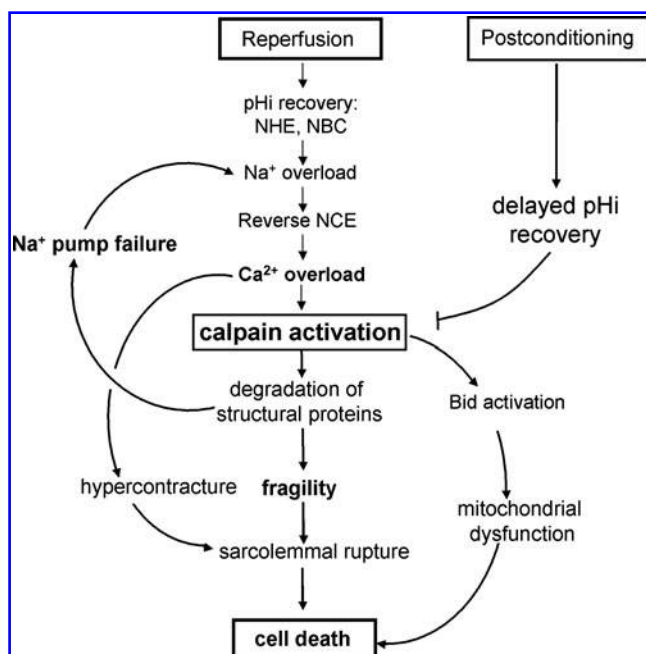 Reperfusion
Postconditioning
pHi recovery:
NHE, NBC
Na⁺ overload
Reverse NCE
delayed pHi
recovery
Na⁺ pump failure
Ca²⁺ overload
calpain activation
degradation of
structural proteins
Bid activation
hypercontracture
fragility
mitochondrial
dysfunction
sarcolemmal rupture
cell death